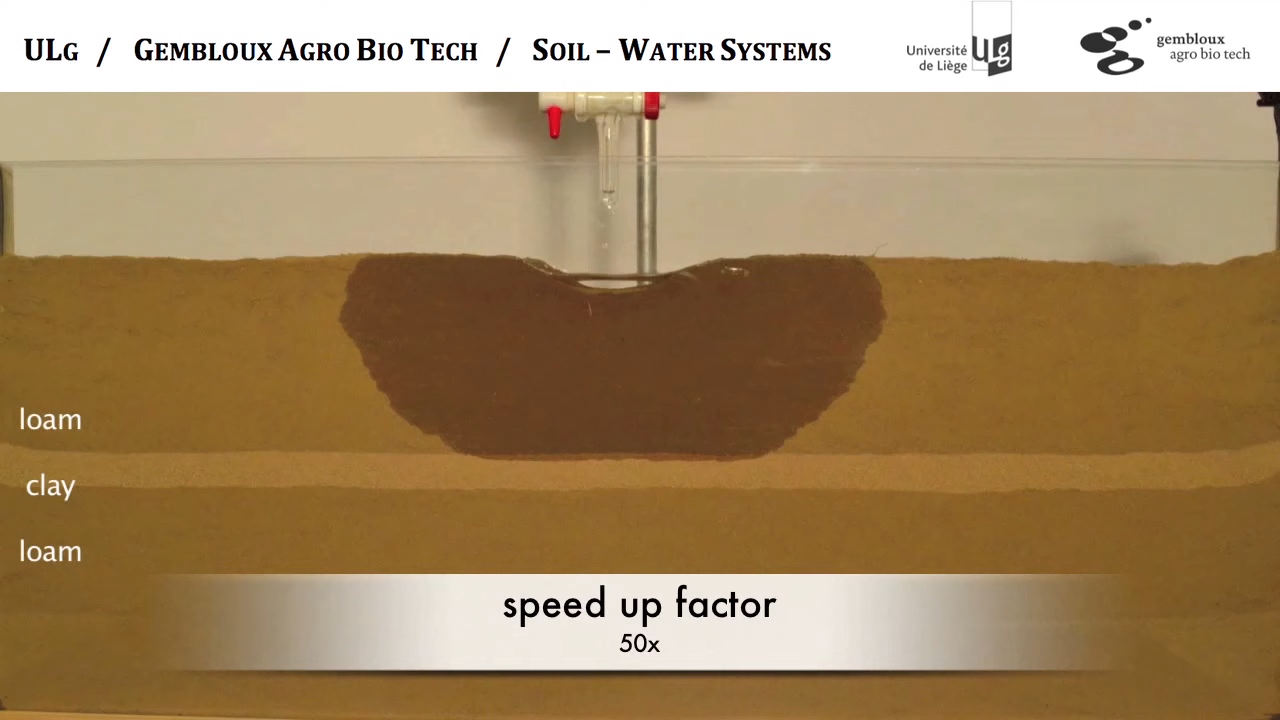 ULg / Gembloux Agro Bio Tech / Soil – Water Systems
Université
de Liège
ULg
gembloux
agro bio tech
loam
clay
loam
speed up factor
50x